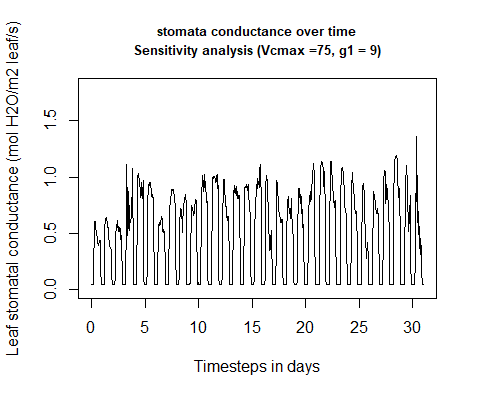 stomata conductance over time
Sensitivity analysis (Vcmax =75, g1 = 9)
Leaf stomatal conductance (mol H2O/m2 leaf/s)
1.5
1.0
0.5
0.0
0 5 10 15 20 25 30
Timesteps in days